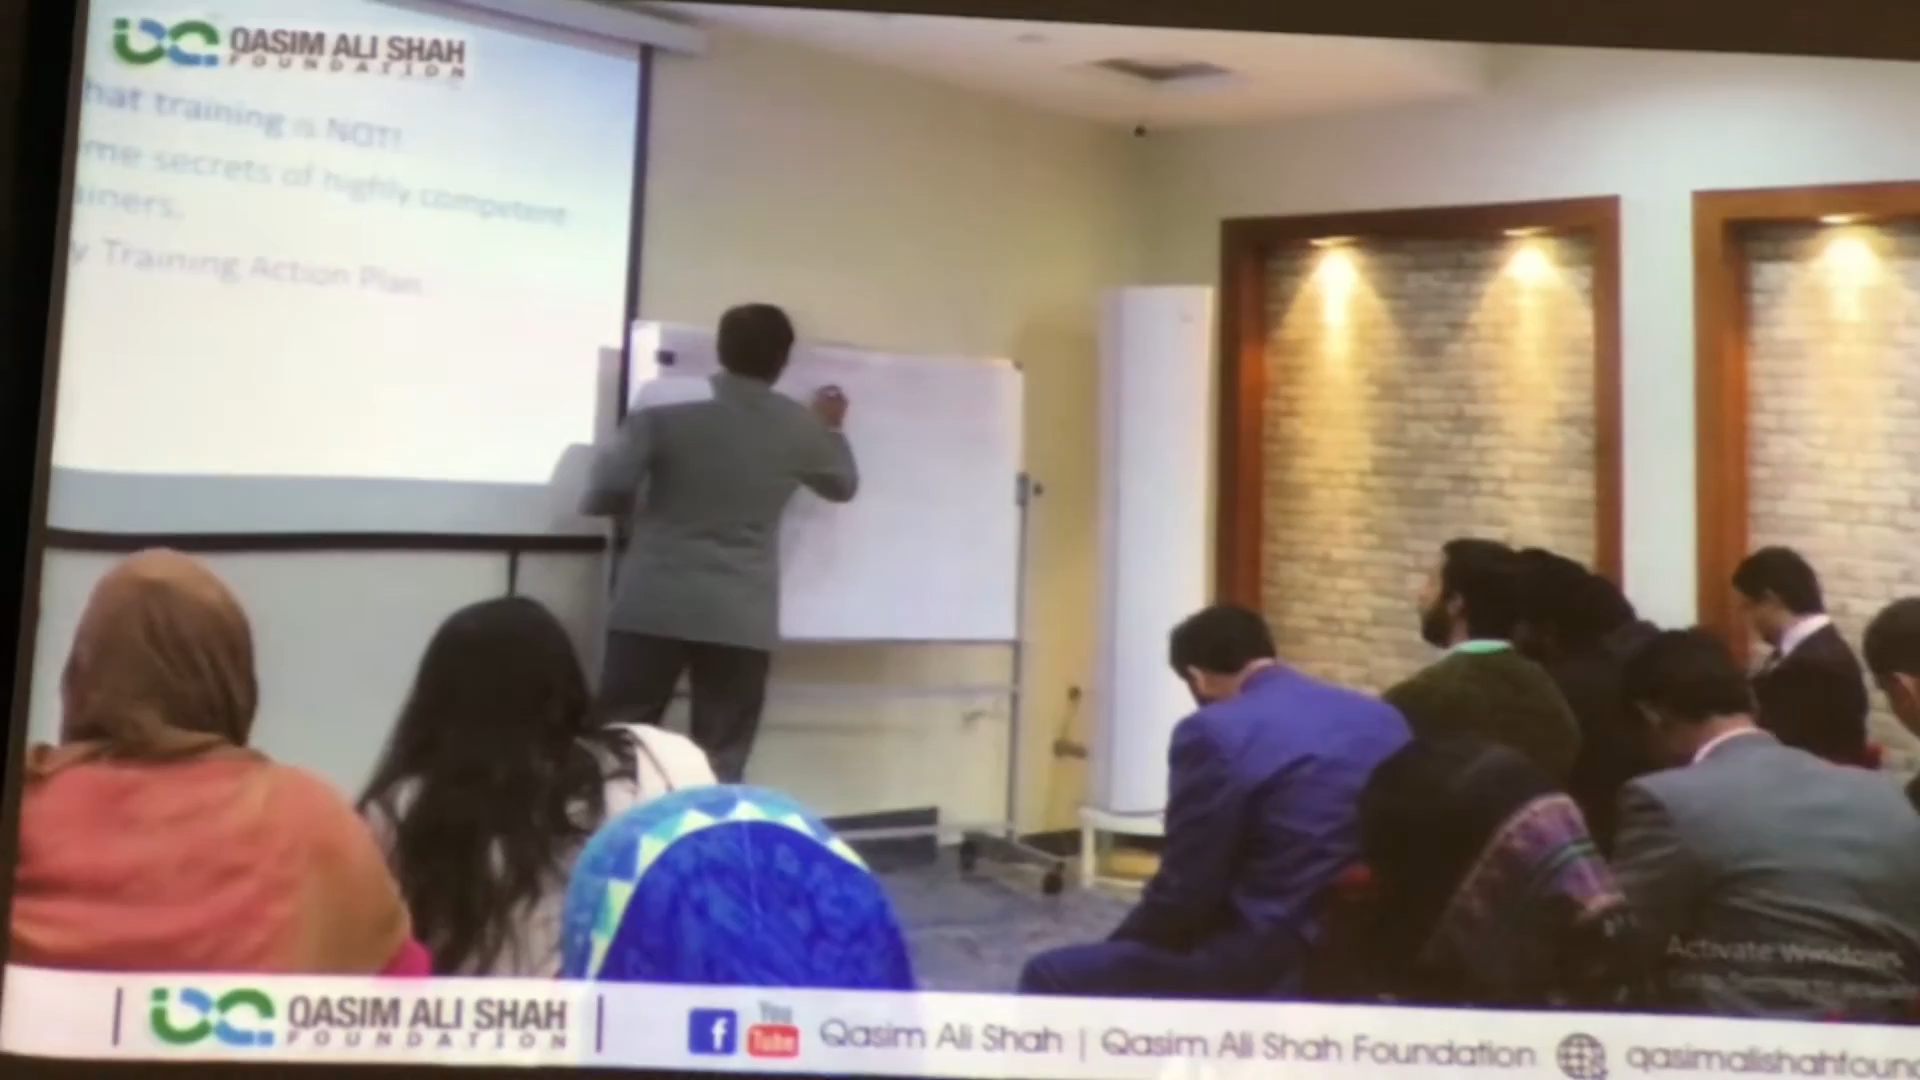 QASIM ALI SHAH
FOUNDATION
hat training is NOT!
me secrets of highly competent
ainers.
y Training Action Plan
Activate Windows
QASIM ALI SHAH
FOUNDATION
f
You
Tube
Qasim Ali Shah | Qasim Ali Shah Foundation
qasimalishahfoun